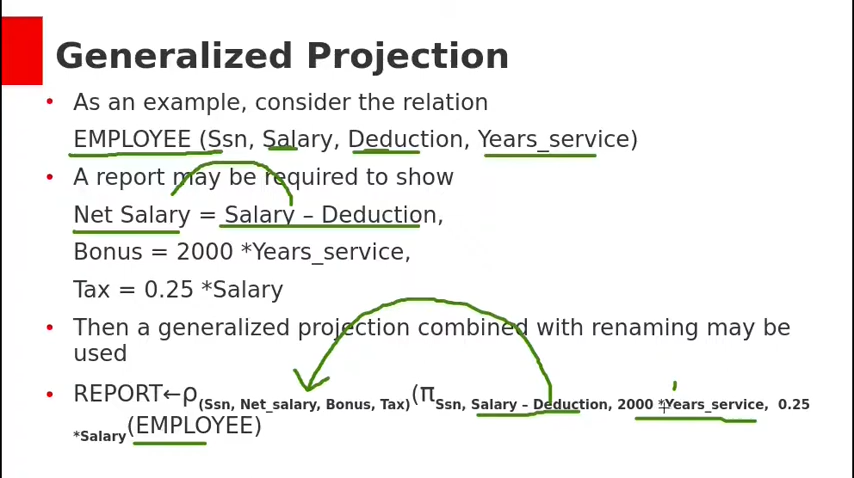 Generalized Projection
• As an example, consider the relation
EMPLOYEE (Ssn, Salary, Deduction, Years_service)
• A report may be required to show
Net Salary = Salary – Deduction,
Bonus = 2000 *Years_service,
Tax = 0.25 *Salary
• Then a generalized projection combined with renaming may be
used
• REPORT←ρ(Ssn, Net_salary, Bonus, Tax)(πSsn, Salary – Deduction, 2000 *Years_service, 0.25
*Salary(EMPLOYEE)